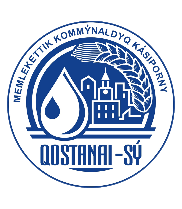 MEMLEKETTIK KOMMÝNALDYQ KÁSIPORNY
QOSTANAI-SÝ